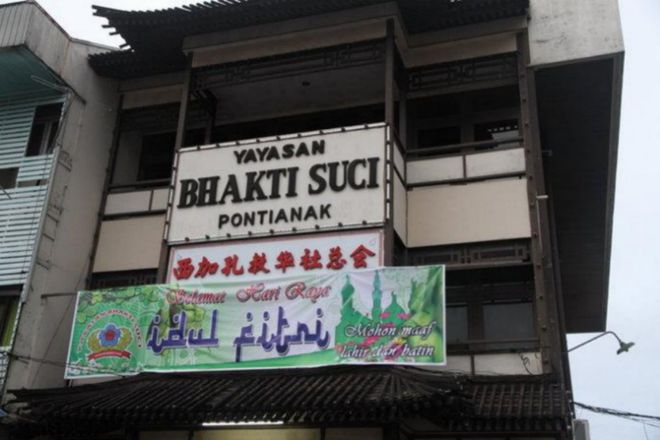 YAYASAN
BHAKTI SUCI
PONTIANAK
西加孔教华社总会
Selamat Hari Raya
idul fitri
Mohon maaf
lahir dan batin